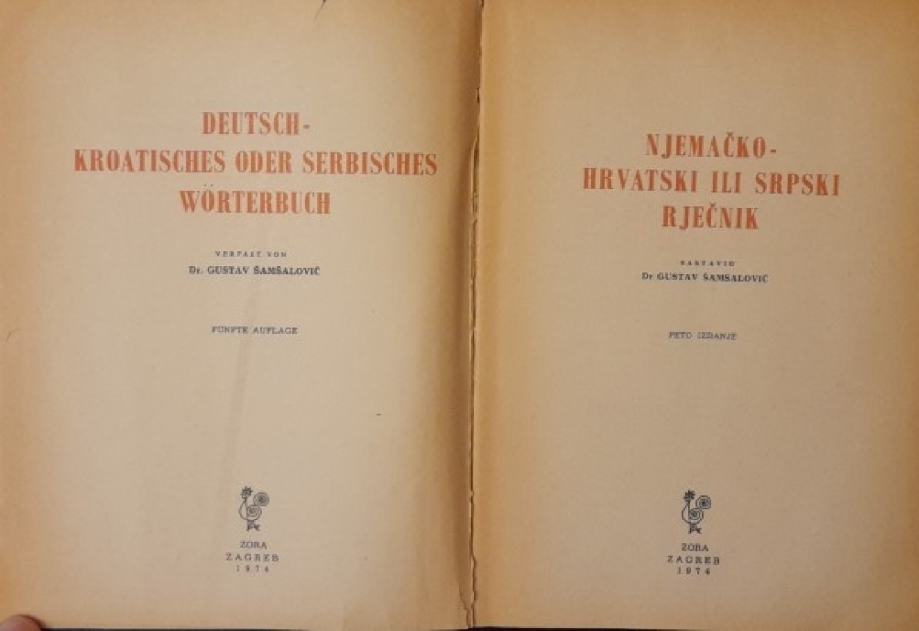 DEUTSCH-
KROATISCHES ODER SERBISCHES
WÖRTERBUCH
VERFAßT VON
Dr. GUSTAV ŠAMŠALOVIĆ
FÜNFTE AUFLAGE
ZORA
ZAGREB
1974
NJEMAČKO-
HRVATSKI ILI SRPSKI
RJEČNIK
SASTAVIO
Dr GUSTAV ŠAMŠALOVIĆ
PETO IZDANJE
ZORA
ZAGREB
1974